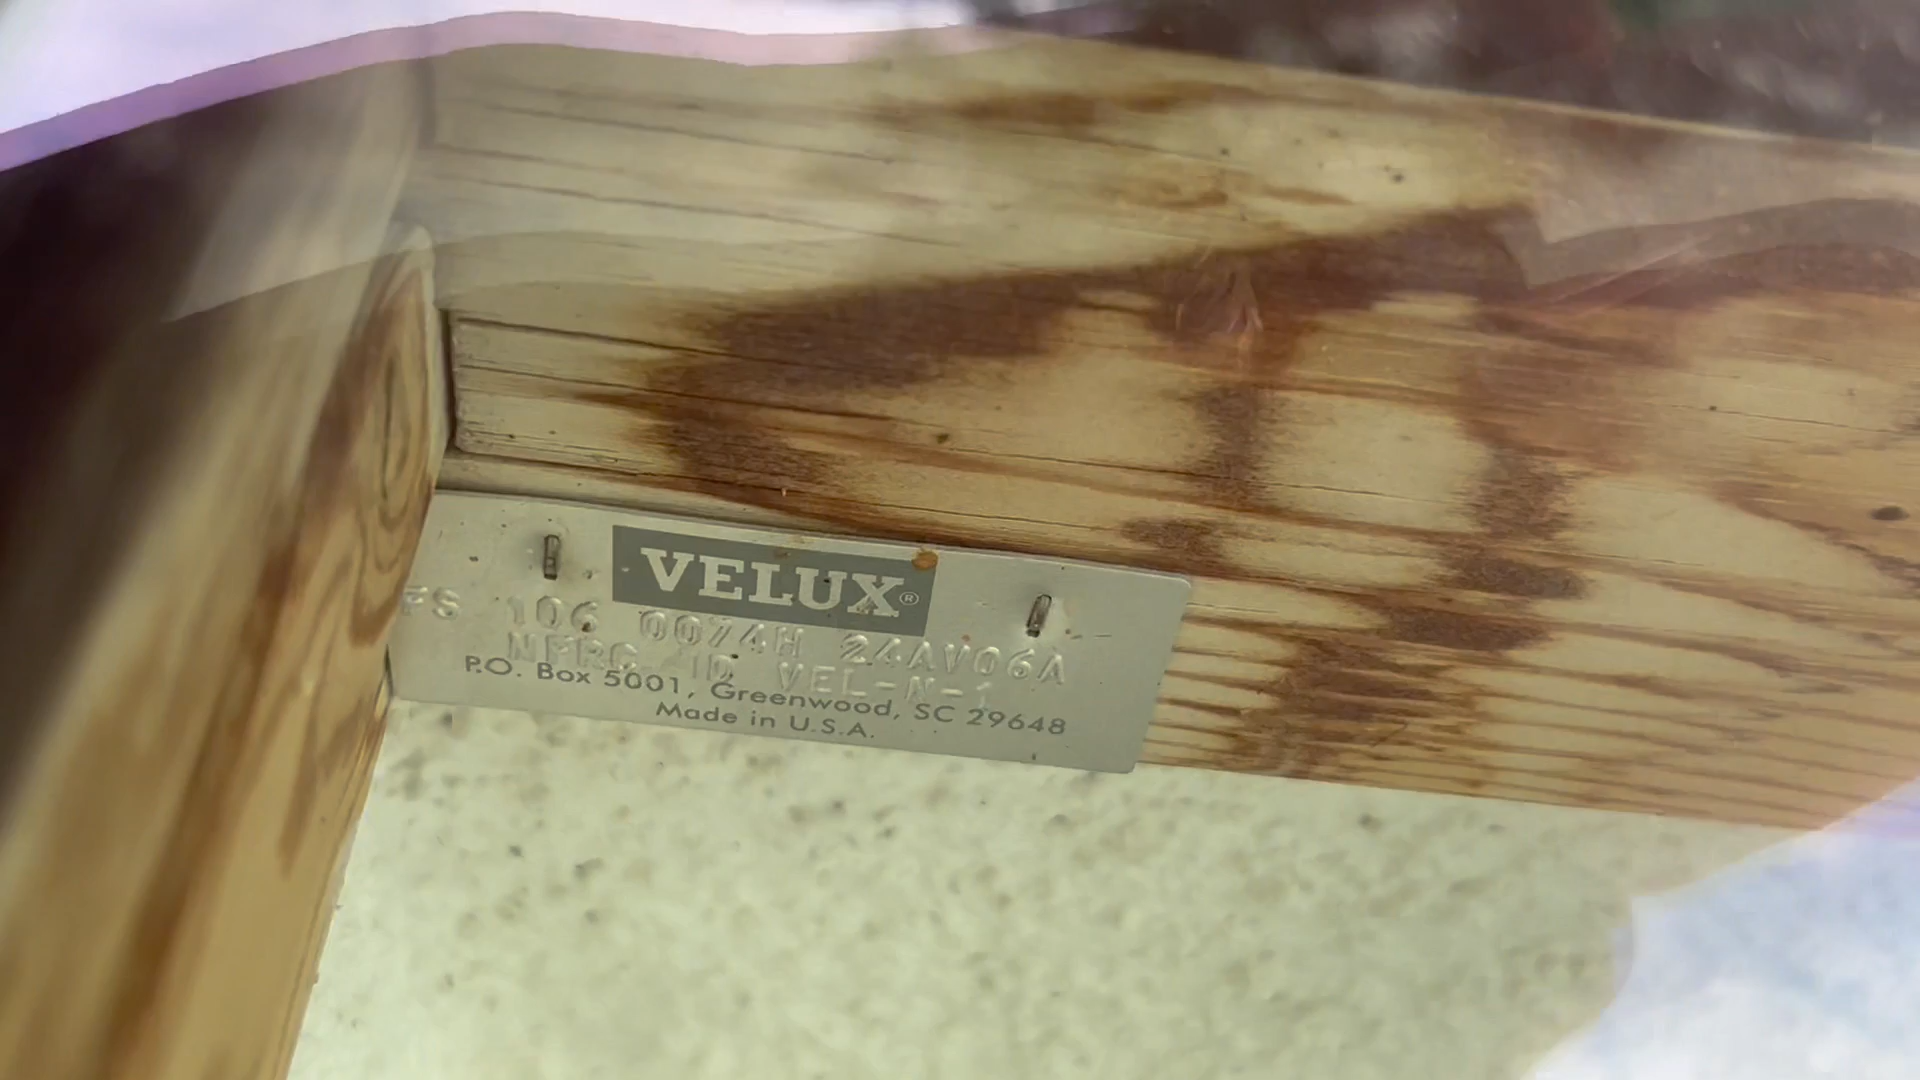 VELUX®
FS 106 0074H 24AV06A
NFRC ID VEL-N-1
P.O. Box 5001, Greenwood, SC 29648
Made in U.S.A.